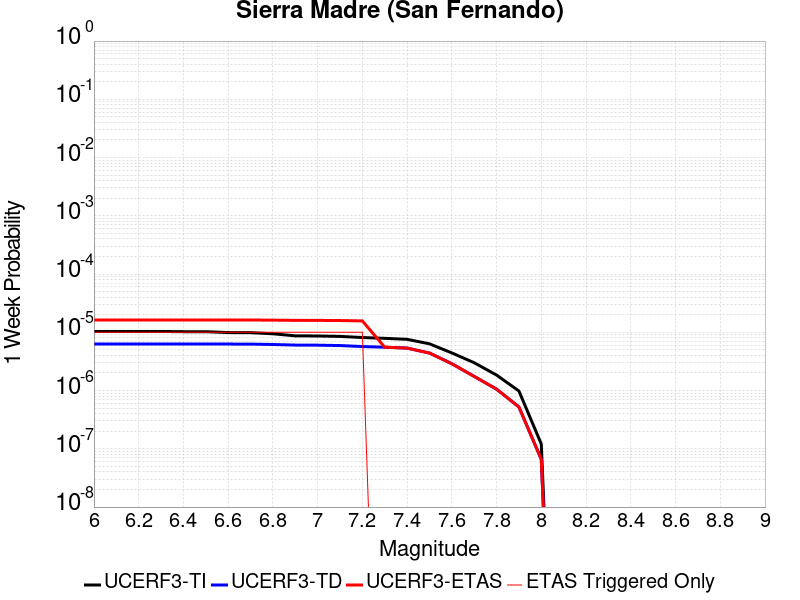 Sierra Madre (San Fernando)
10^0
10^-1
10^-2
10^-3
10^-4
10^-5
10^-6
10^-7
10^-8
1 Week Probability
6 6.2 6.4 6.6 6.8 7 7.2 7.4 7.6 7.8 8 8.2 8.4 8.6 8.8 9
Magnitude
UCERF3-TI UCERF3-TD UCERF3-ETAS ETAS Triggered Only